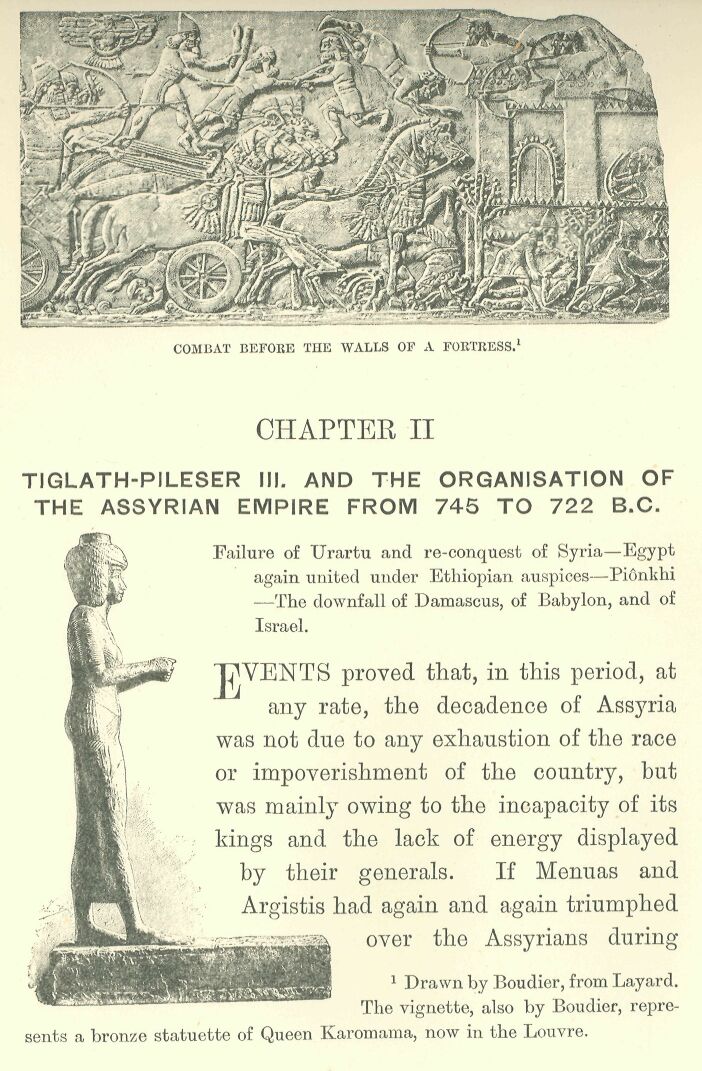 COMBAT BEFORE THE WALLS OF A FORTRESS.¹
CHAPTER II
TIGLATH-PILESER III. AND THE ORGANISATION OF
THE ASSYRIAN EMPIRE FROM 745 TO 722 B.C.
Failure of Urartu and re-conquest of Syria—Egypt
again united under Ethiopian auspices—Piônkhi
—The downfall of Damascus, of Babylon, and of
Israel.
EVENTS proved that, in this period, at
any rate, the decadence of Assyria
was not due to any exhaustion of the race
or impoverishment of the country, but
was mainly owing to the incapacity of its
kings and the lack of energy displayed
by their generals. If Menuas and
Argistis had again and again triumphed
over the Assyrians during
¹ Drawn by Boudier, from Layard.
The vignette, also by Boudier, repre-
sents a bronze statuette of Queen Karomama, now in the Louvre.